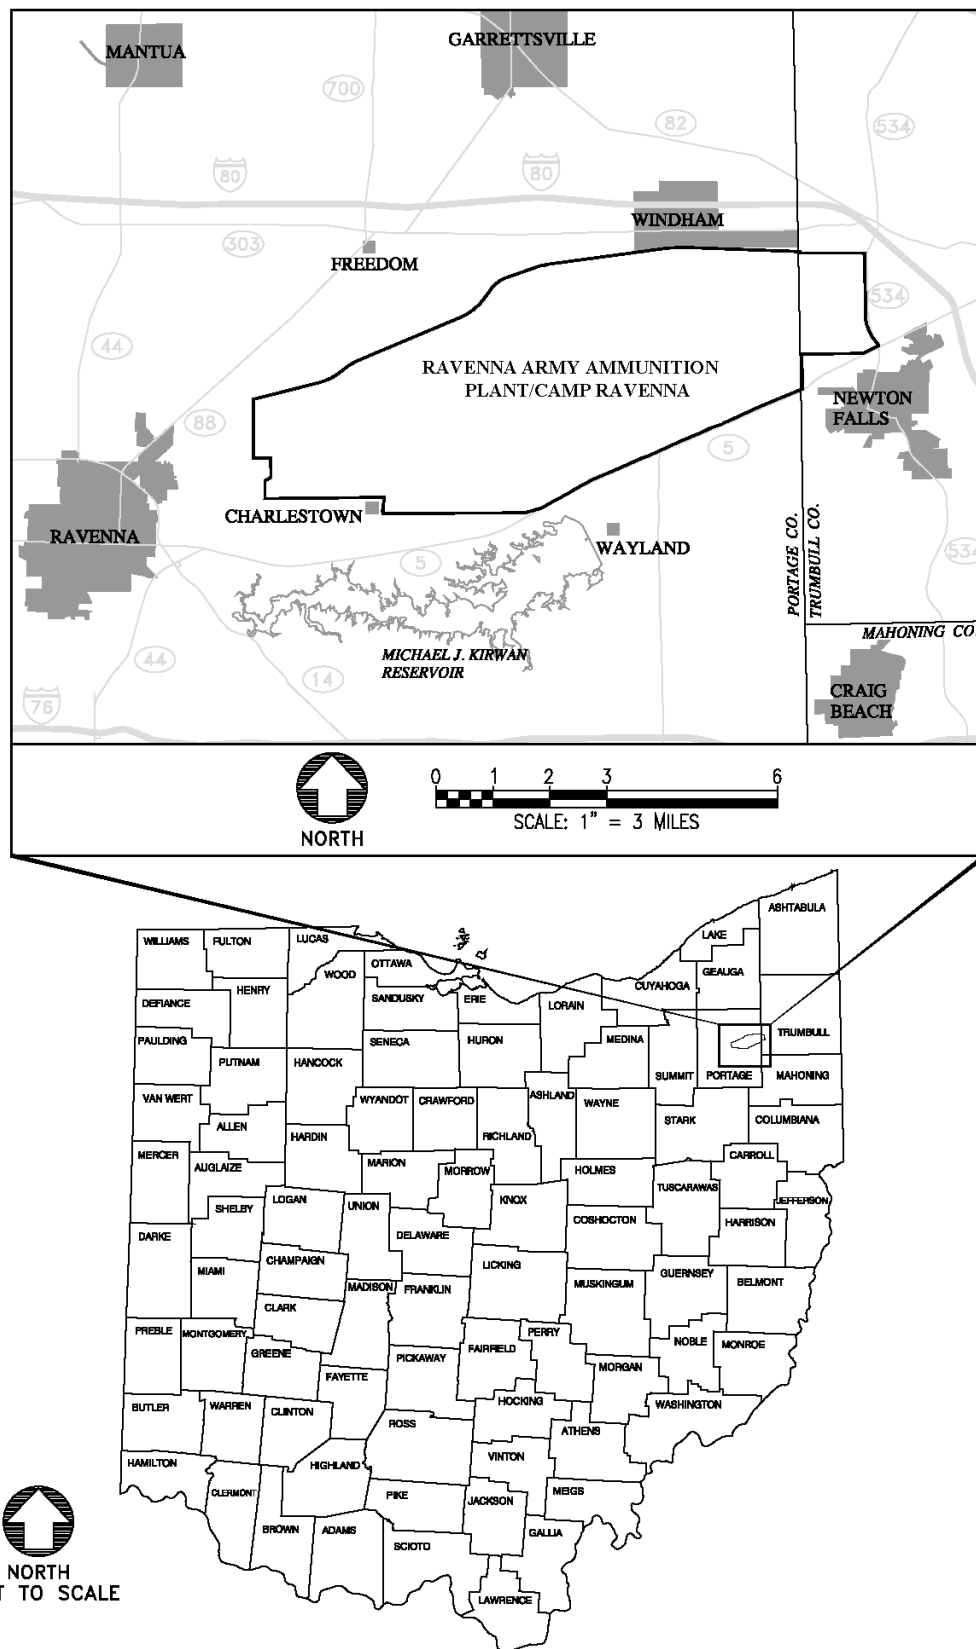 MANTUA
GARRETTSVILLE
700
82
534
80
80
WINDHAM
303
FREEDOM
534
44
RAVENNA ARMY AMMUNITION
PLANT/CAMP RAVENNA
NEWTON
FALLS
88
5
CHARLESTOWN
RAVENNA
WAYLAND
PORTAGE CO.
TRUMBULL CO.
534
5
MAHONING CO.
44
MICHAEL J. KIRWAN
RESERVOIR
14
76
CRAIG
BEACH
0 1 2 3 6
SCALE: 1" = 3 MILES
NORTH
ASHTABULA
LAKE
WILLIAMS
FULTON
LUCAS
OTTAWA
WOOD
GEAUGA
CUYAHOGA
HENRY
DEFIANCE
SANDUSKY
ERIE
LORAIN
TRUMBULL
PAULDING
SENECA
HURON
MEDINA
PUTNAM
HANCOCK
SUMMIT
PORTAGE
MAHONING
VAN WERT
WYANDOT
CRAWFORD
ASHLAND
WAYNE
ALLEN
HARDIN
RICHLAND
STARK
COLUMBIANA
MERCER
AUGLAIZE
MARION
MORROW
HOLMES
CARROLL
TUSCARAWAS
JEFFERSON
SHELBY
LOGAN
UNION
KNOX
COSHOCTON
HARRISON
DARKE
DELAWARE
MIAMI
CHAMPAIGN
LICKING
GUERNSEY
BELMONT
MADISON
FRANKLIN
MUSKINGUM
CLARK
PREBLE
MONTGOMERY
GREENE
PERRY
FAIRFIELD
NOBLE
MONROE
PICKAWAY
MORGAN
FAYETTE
BUTLER
WARREN
CLINTON
HOCKING
WASHINGTON
ROSS
ATHENS
HAMILTON
HIGHLAND
VINTON
CLERMONT
PIKE
JACKSON
MEIGS
BROWN
ADAMS
SCIOTO
GALLIA
LAWRENCE
NORTH
T TO SCALE